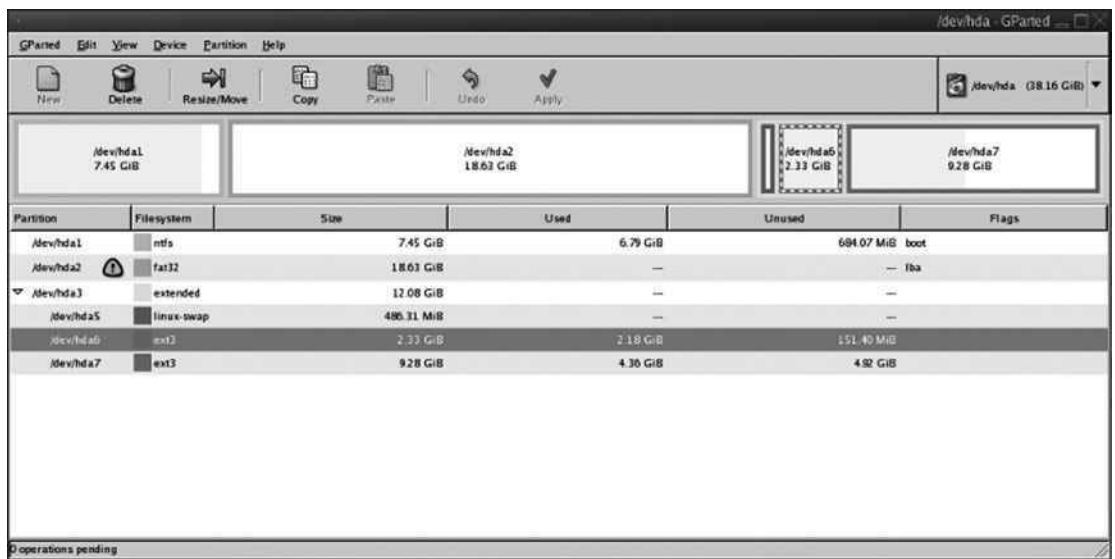 /dev/hda - GParted
GParted Edit View Device Partition Help
New Delete Resize/Move Copy Paste Undo Apply /dev/hda (38.16 GiB)
/dev/hda1 /dev/hda2 /dev/hda6 /dev/hda7
7.45 GiB 18.63 GiB 2.33 GiB 9.28 GiB
Partition Filesystem Size Used Unused Flags
/dev/hda1 ntfs 7.45 GiB 6.79 GiB 684.07 MiB boot
/dev/hda2 fat32 18.63 GiB --- --- lba
/dev/hda3 extended 12.08 GiB --- ---
/dev/hda5 linux-swap 486.31 MiB --- ---
/dev/hda6 ext3 2.33 GiB 2.18 GiB 151.40 MiB
/dev/hda7 ext3 9.28 GiB 4.36 GiB 4.92 GiB
0 operations pending